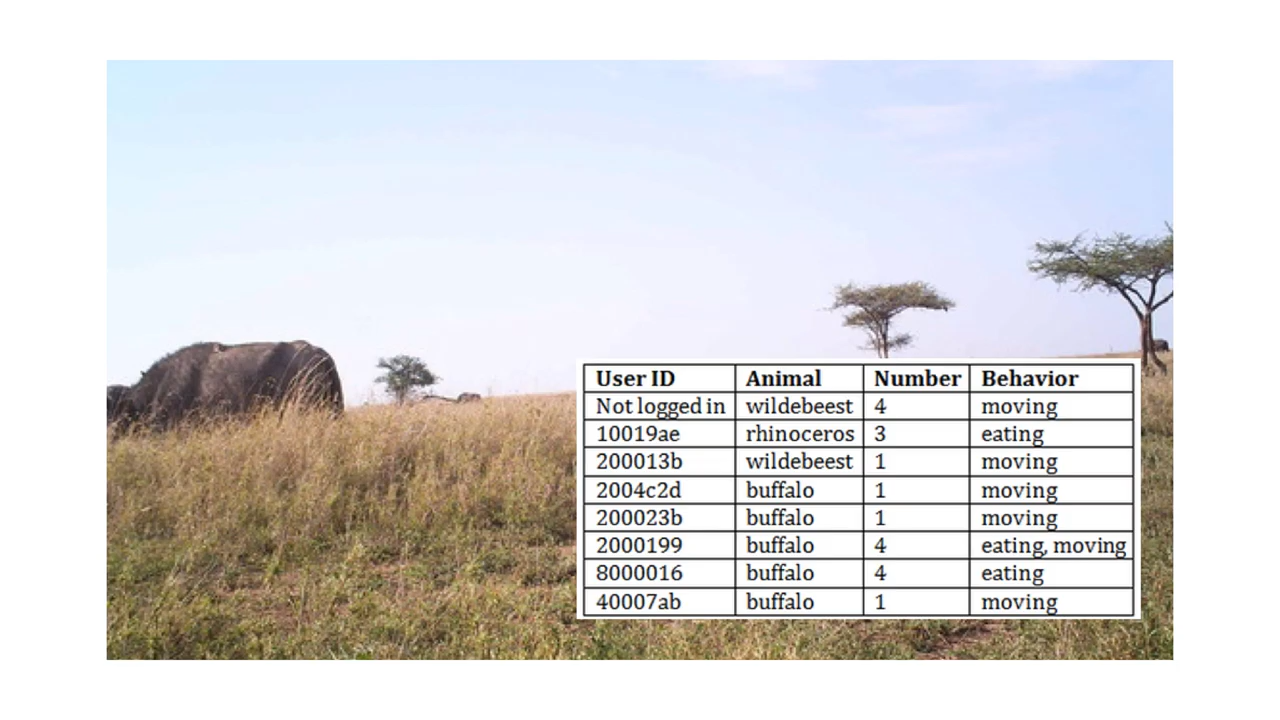 User ID Animal Number Behavior
Not logged in wildebeest 4 moving
10019ae rhinoceros 3 eating
200013b wildebeest 1 moving
2004c2d buffalo 1 moving
200023b buffalo 1 moving
2000199 buffalo 4 eating, moving
8000016 buffalo 4 eating
40007ab buffalo 1 moving